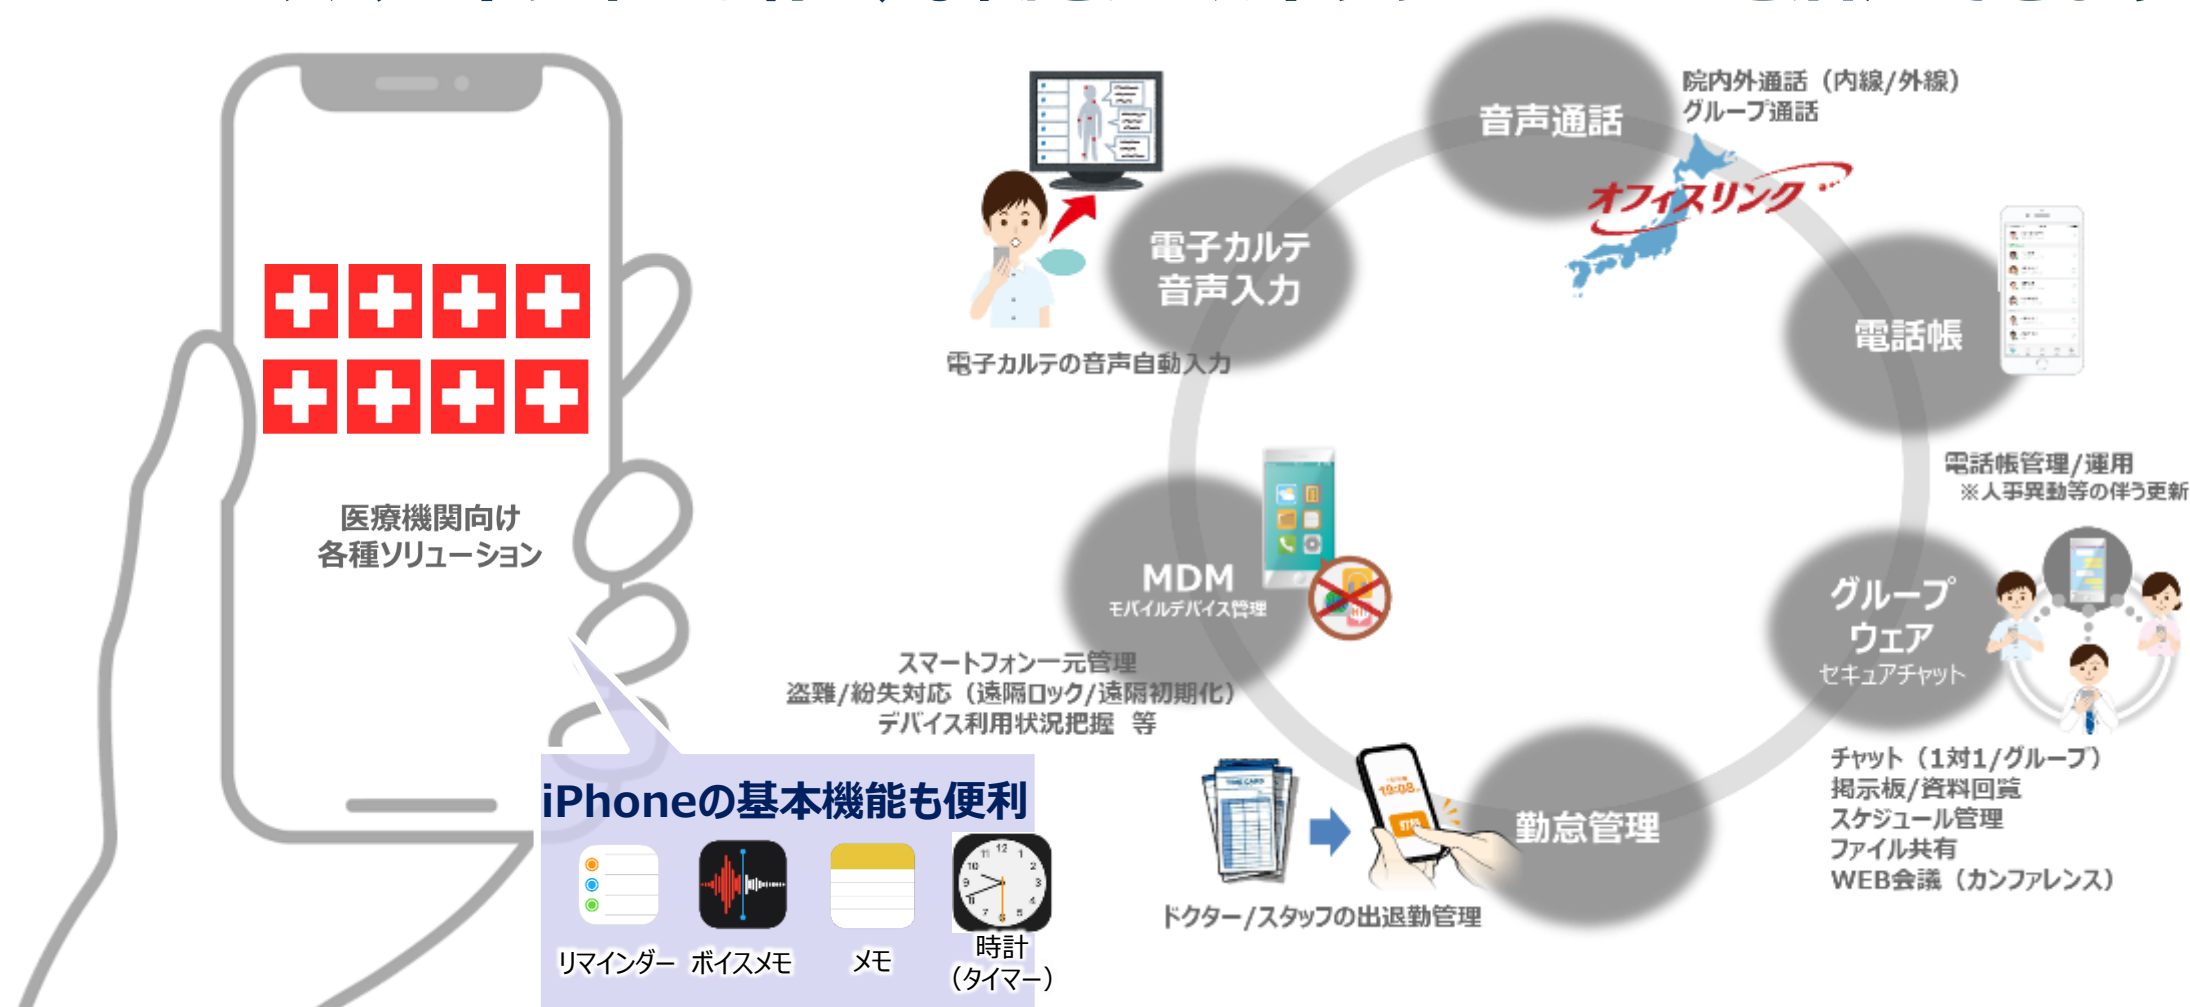 医療機関向け
各種ソリューション
iPhoneの基本機能も便利
リマインダー
ボイスメモ
メモ
時計
（タイマー）
音声通話
院内外通話（内線/外線）
グループ通話
オフィスリンク
電話帳
電話帳管理/運用
※人事異動等の伴う更新
グループ
ウェア
セキュアチャット
チャット（1対1/グループ）
掲示板/資料回覧
スケジュール管理
ファイル共有
WEB会議（カンファレンス）
勤怠管理
TIME CARD
ドクター/スタッフの出退勤管理
MDM
モバイルデバイス管理
スマートフォン一元管理
盗難/紛失対応（遠隔ロック/遠隔初期化）
デバイス利用状況把握 等
電子カルテ
音声入力
電子カルテの音声自動入力